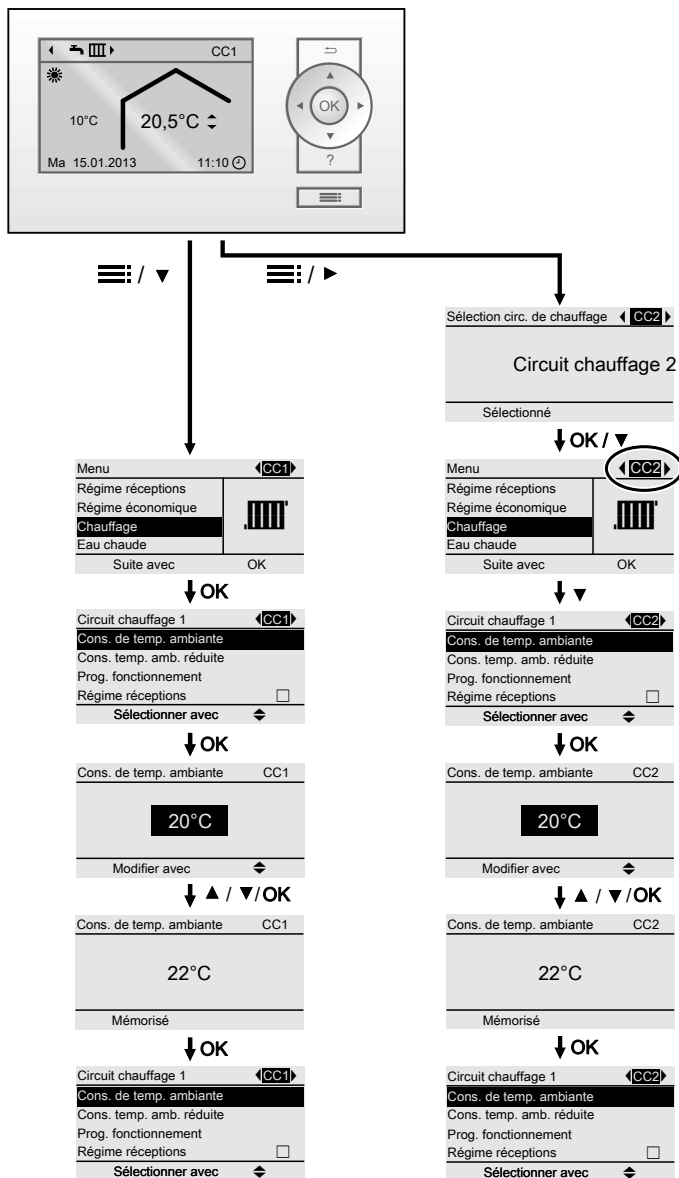 CC1
10°C
20,5°C
Ma 15.01.2013 11:10
OK
?
/ ▼
/ ►
Sélection circ. de chauffage CC2
Circuit chauffage 2
Sélectionné
OK / ▼
Menu CC1
Régime réceptions
Régime économique
Chauffage
Eau chaude
Suite avec OK
OK
Circuit chauffage 1 CC1
Cons. de temp. ambiante
Cons. temp. amb. réduite
Prog. fonctionnement
Régime réceptions
Sélectionner avec
OK
Cons. de temp. ambiante CC1
20°C
Modifier avec
▲ / ▼/OK
Cons. de temp. ambiante CC1
22°C
Mémorisé
OK
Circuit chauffage 1 CC1
Cons. de temp. ambiante
Cons. temp. amb. réduite
Prog. fonctionnement
Régime réceptions
Sélectionner avec
Menu CC2
Régime réceptions
Régime économique
Chauffage
Eau chaude
Suite avec OK
▼
Circuit chauffage 1 CC2
Cons. de temp. ambiante
Cons. temp. amb. réduite
Prog. fonctionnement
Régime réceptions
Sélectionner avec
OK
Cons. de temp. ambiante CC2
20°C
Modifier avec
▲ / ▼/OK
Cons. de temp. ambiante CC2
22°C
Mémorisé
OK
Circuit chauffage 1 CC2
Cons. de temp. ambiante
Cons. temp. amb. réduite
Prog. fonctionnement
Régime réceptions
Sélectionner avec